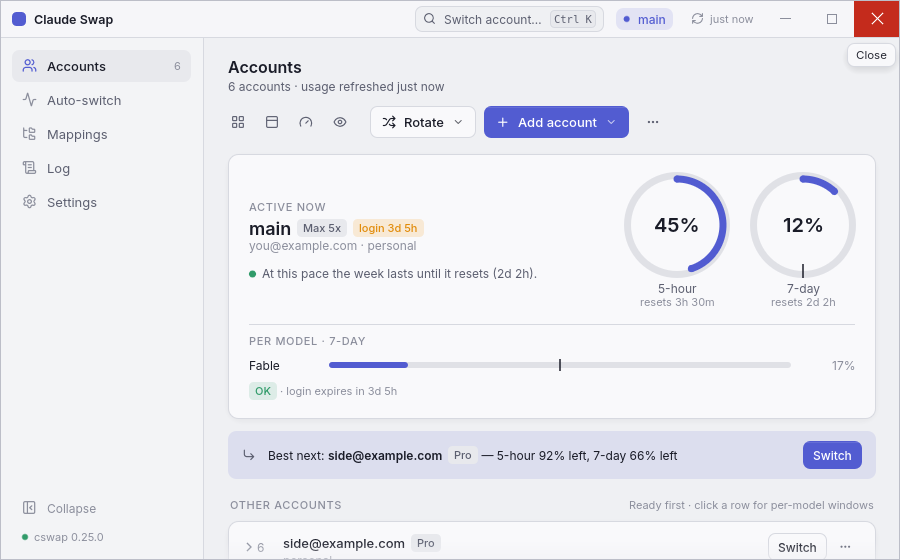 Claude Swap
Switch account... Ctrl K
main
just now
Close
Accounts 6
Auto-switch
Mappings
Log
Settings
Collapse
cswap 0.25.0
Accounts
6 accounts · usage refreshed just now
Rotate
Add account
ACTIVE NOW
main Max 5x login 3d 5h
you@example.com · personal
At this pace the week lasts until it resets (2d 2h).
45%
5-hour
resets 3h 30m
12%
7-day
resets 2d 2h
PER MODEL · 7-DAY
Fable 17%
OK · login expires in 3d 5h
Best next: side@example.com Pro — 5-hour 92% left, 7-day 66% left
Switch
OTHER ACCOUNTS
Ready first · click a row for per-model windows
6 side@example.com Pro
Switch
personal